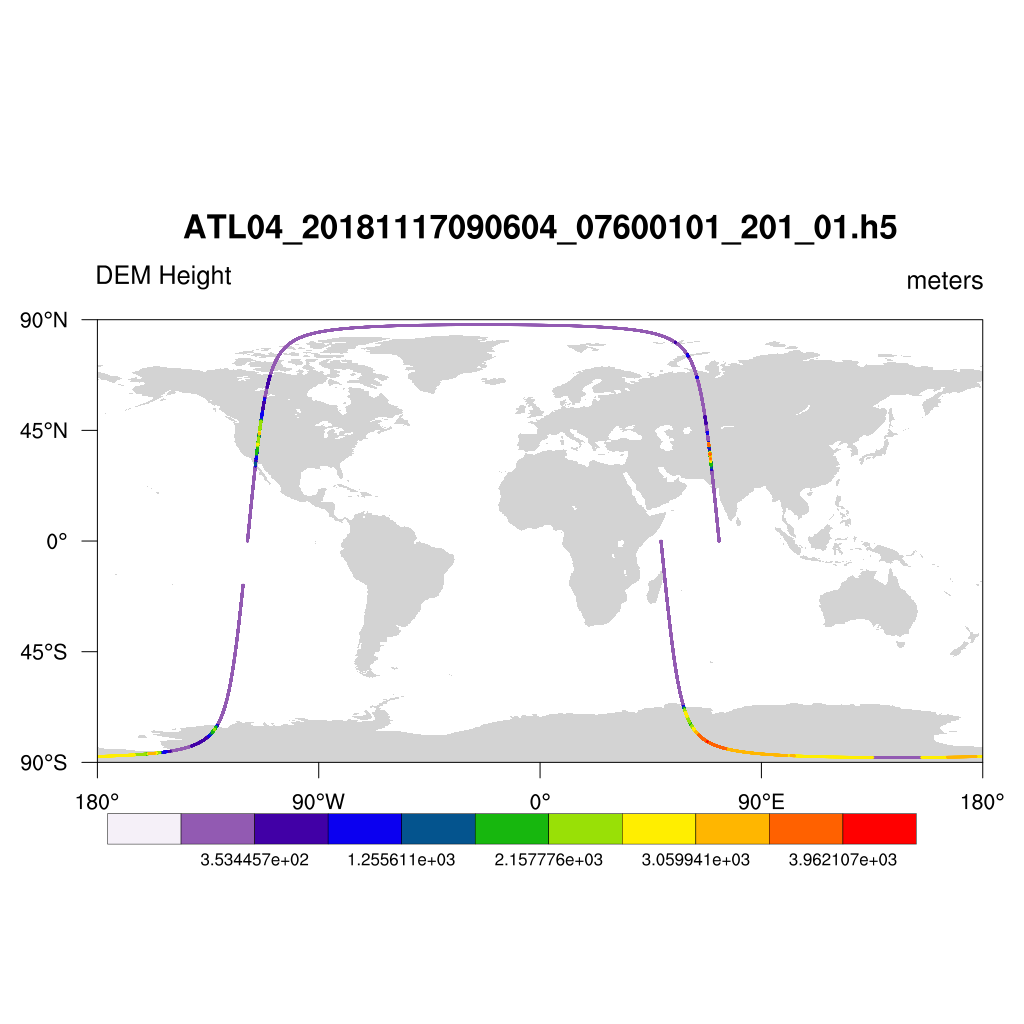 ATL04_20181117090604_07600101_201_01.h5
DEM Height meters
90°N
45°N
0°
45°S
90°S
180° 90°W 0° 90°E 180°
3.534457e+02 1.255611e+03 2.157776e+03 3.059941e+03 3.962107e+03